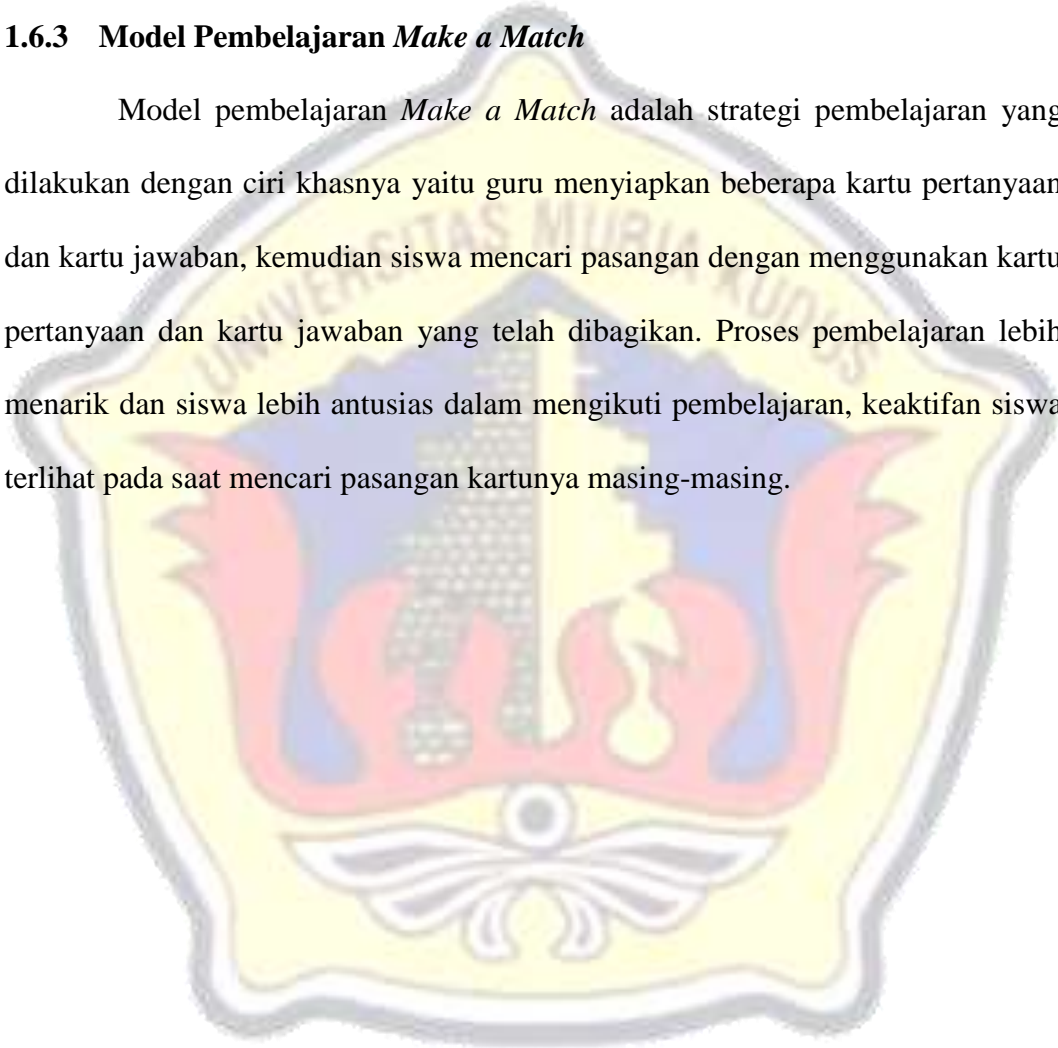 1.6.3 Model Pembelajaran Make a Match
Model pembelajaran Make a Match adalah strategi pembelajaran yang
dilakukan dengan ciri khasnya yaitu guru menyiapkan beberapa kartu pertanyaan
dan kartu jawaban, kemudian siswa mencari pasangan dengan menggunakan kartu
pertanyaan dan kartu jawaban yang telah dibagikan. Proses pembelajaran lebih
menarik dan siswa lebih antusias dalam mengikuti pembelajaran, keaktifan siswa
terlihat pada saat mencari pasangan kartunya masing-masing.
UNIVERSITAS MURIA KUDUS